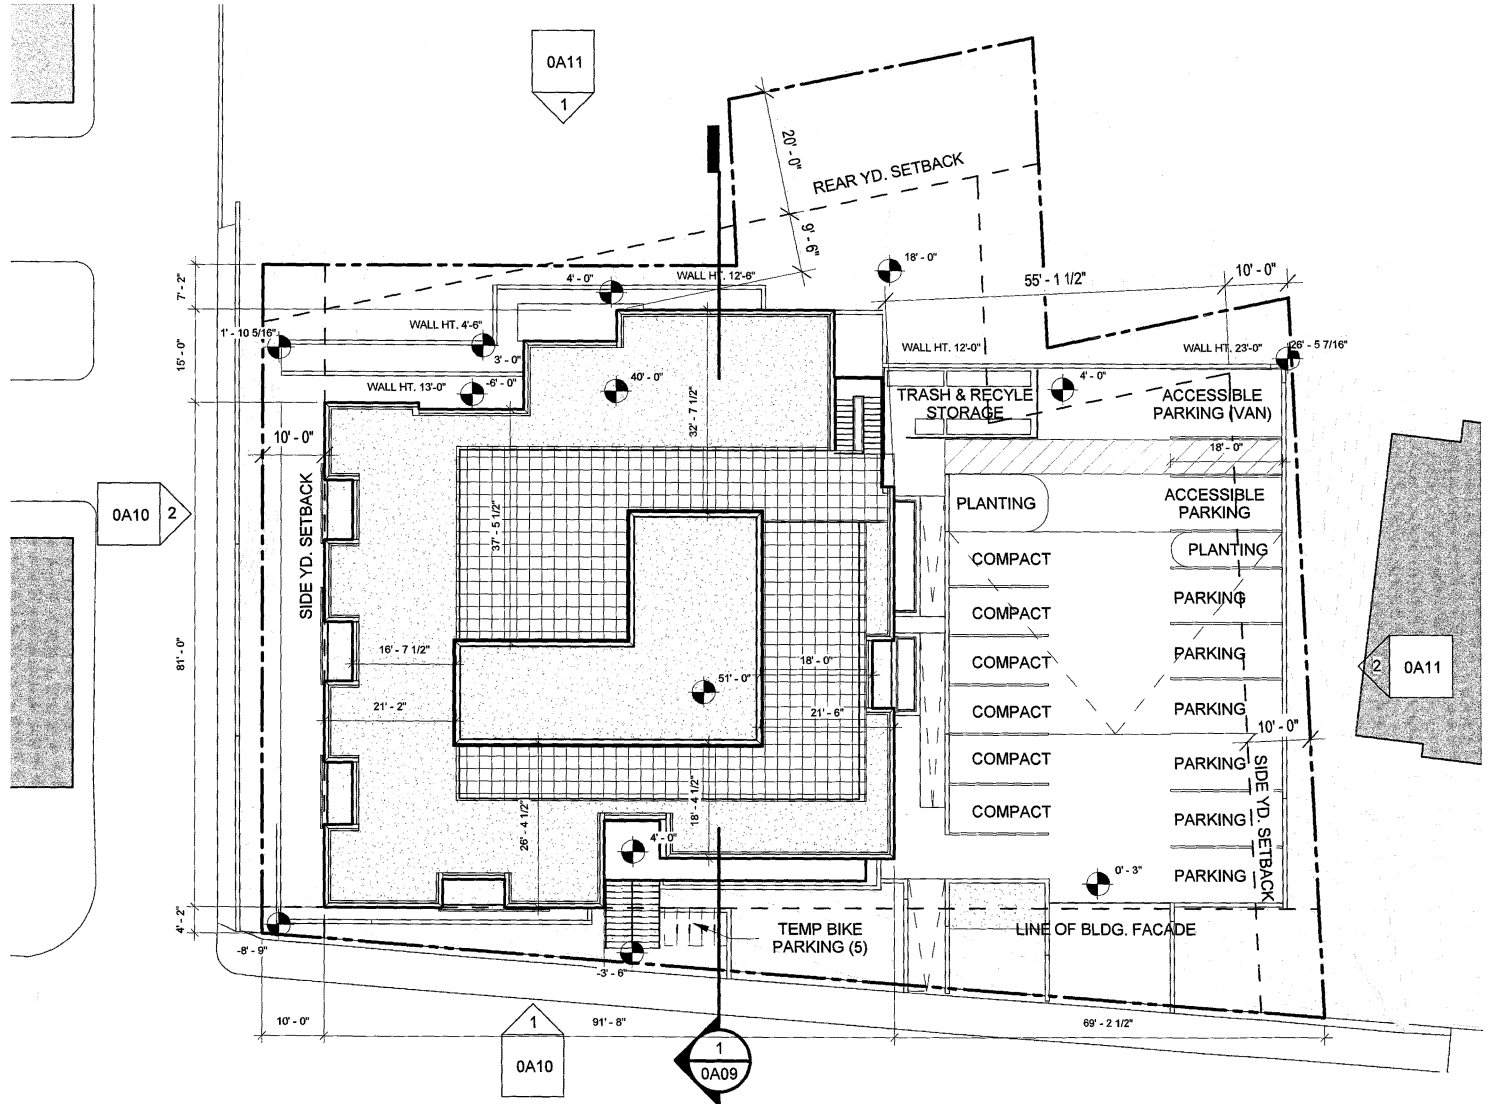 0A11
1
20' - 0"
REAR YD. SETBACK
9' - 6"
18' - 0"
10' - 0"
55' - 1 1/2"
7' - 2"
4' - 0"
WALL HT. 12'-6"
1' - 10 5/16"
WALL HT. 4'-6"
3' - 0"
WALL HT. 12'-0"
WALL HT. 23'-0"
26' - 5 7/16"
15' - 0"
WALL HT. 13'-0"
-6' - 0"
40' - 0"
32' - 7 1/2"
4' - 0"
TRASH & RECYLE
STORAGE
ACCESSIBLE
PARKING (VAN)
10' - 0"
18' - 0"
0A10
2
SIDE YD. SETBACK
37' - 5 1/2"
PLANTING
ACCESSIBLE
PARKING
COMPACT
PLANTING
COMPACT
PARKING
81' - 0"
16' - 7 1/2"
18' - 0"
COMPACT
PARKING
2
0A11
51' - 0"
21' - 2"
21' - 6"
COMPACT
PARKING
10' - 0"
COMPACT
PARKING
SIDE YD. SETBACK
26' - 4 1/2"
18' - 4 1/2"
COMPACT
PARKING
4' - 0"
0' - 3"
PARKING
4' - 2"
TEMP BIKE
PARKING (5)
LINE OF BLDG. FACADE
-8' - 9"
-3' - 6"
10' - 0"
91' - 8"
69' - 2 1/2"
1
0A10
1
0A09